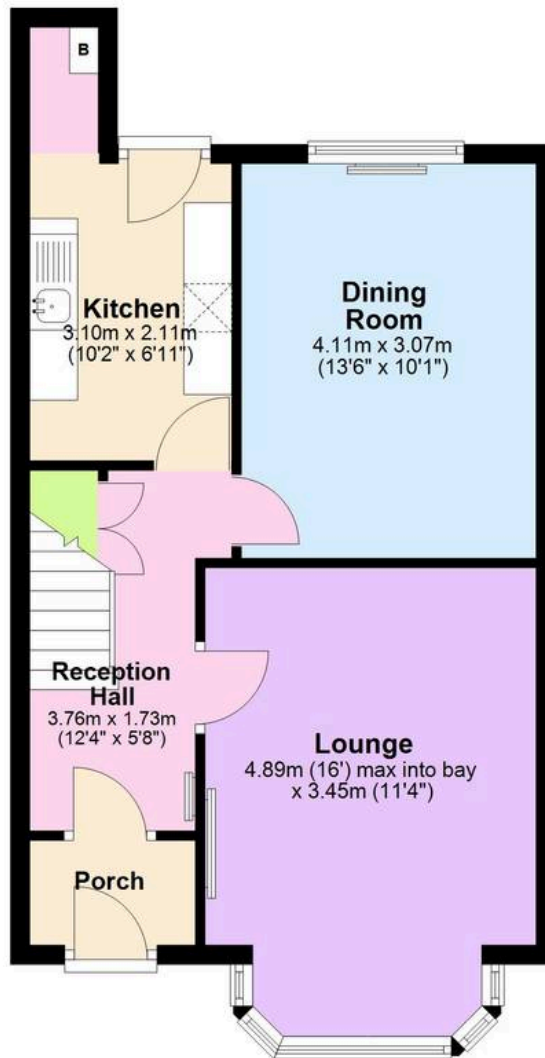 B
Kitchen
3.10m x 2.11m
(10'2" x 6'11")
Dining
Room
4.11m x 3.07m
(13'6" x 10'1")
Reception
Hall
3.76m x 1.73m
(12'4" x 5'8")
Lounge
4.89m (16') max into bay
x 3.45m (11'4")
Porch